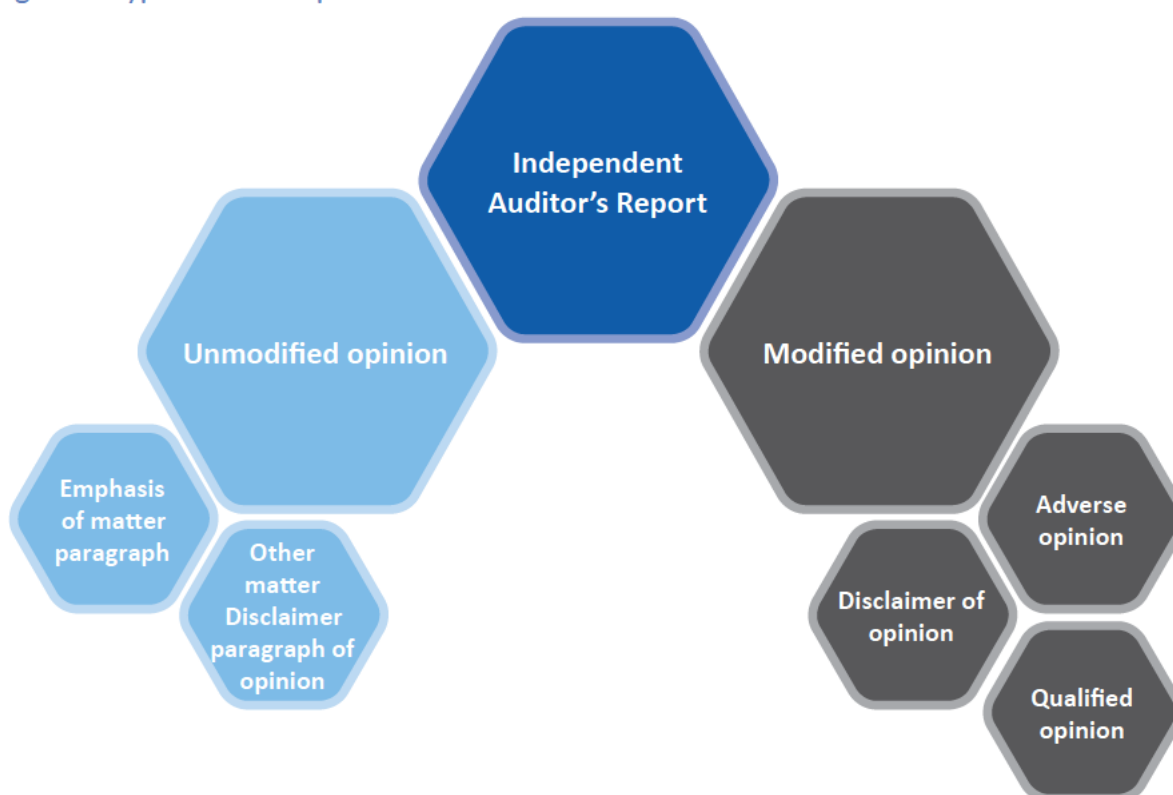 Independent
Auditor's Report
Unmodified opinion
Modified opinion
Emphasis
of matter
paragraph
Other
matter
Disclaimer
paragraph of
opinion
Adverse
opinion
Disclaimer of
opinion
Qualified
opinion